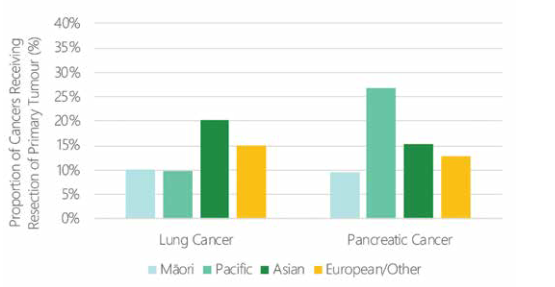 Proportion of Cancers Receiving
Resection of Primary Tumour (%)
40%
35%
30%
25%
20%
15%
10%
5%
0%
Lung Cancer
Pancreatic Cancer
Māori
Pacific
Asian
European/Other